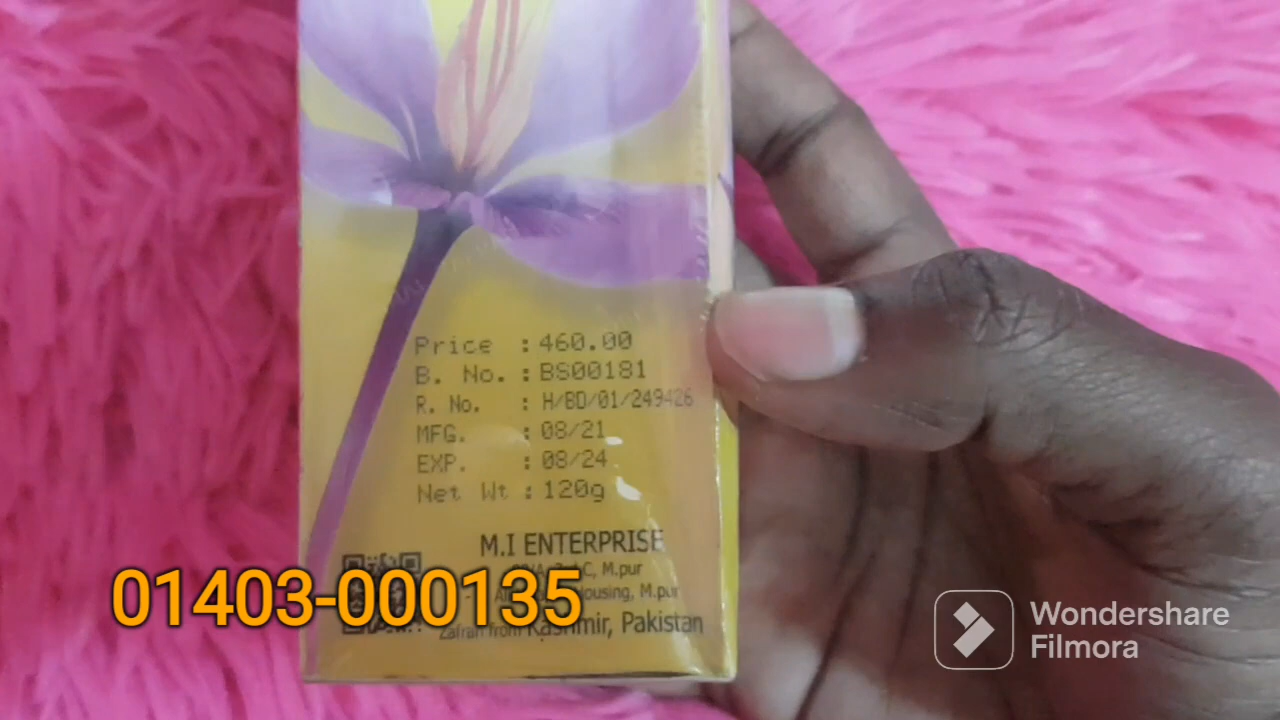 Price : 460.00
B. No. : BS00181
R. No. : H/BD/01/249426
MFG. : 08/21
EXP. : 08/24
Net Wt : 120g
M.I ENTERPRISE
C, M.pur
Housing, M.pur
Zafran from Kashmir, Pakistan
01403-000135
Wondershare
Filmora